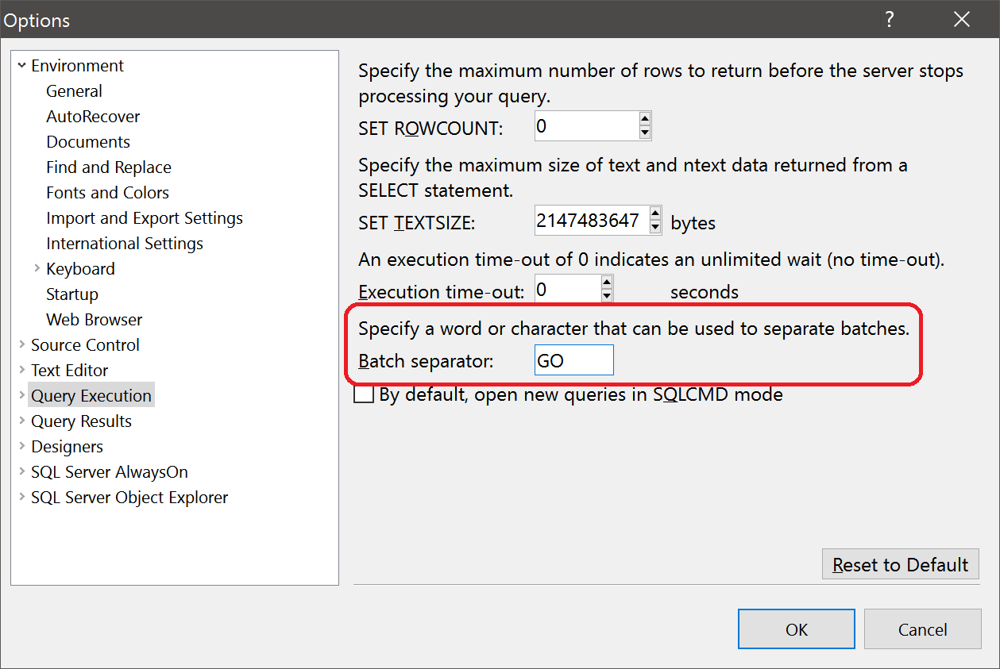 Options
?
Environment
General
AutoRecover
Documents
Find and Replace
Fonts and Colors
Import and Export Settings
International Settings
Keyboard
Startup
Web Browser
Source Control
Text Editor
Query Execution
Query Results
Designers
SQL Server AlwaysOn
SQL Server Object Explorer
Specify the maximum number of rows to return before the server stops
processing your query.
SET ROWCOUNT: 0
Specify the maximum size of text and ntext data returned from a
SELECT statement.
SET TEXTSIZE: 2147483647 bytes
An execution time-out of 0 indicates an unlimited wait (no time-out).
Execution time-out: 0 seconds
Specify a word or character that can be used to separate batches.
Batch separator: GO
By default, open new queries in SQLCMD mode
Reset to Default
OK Cancel